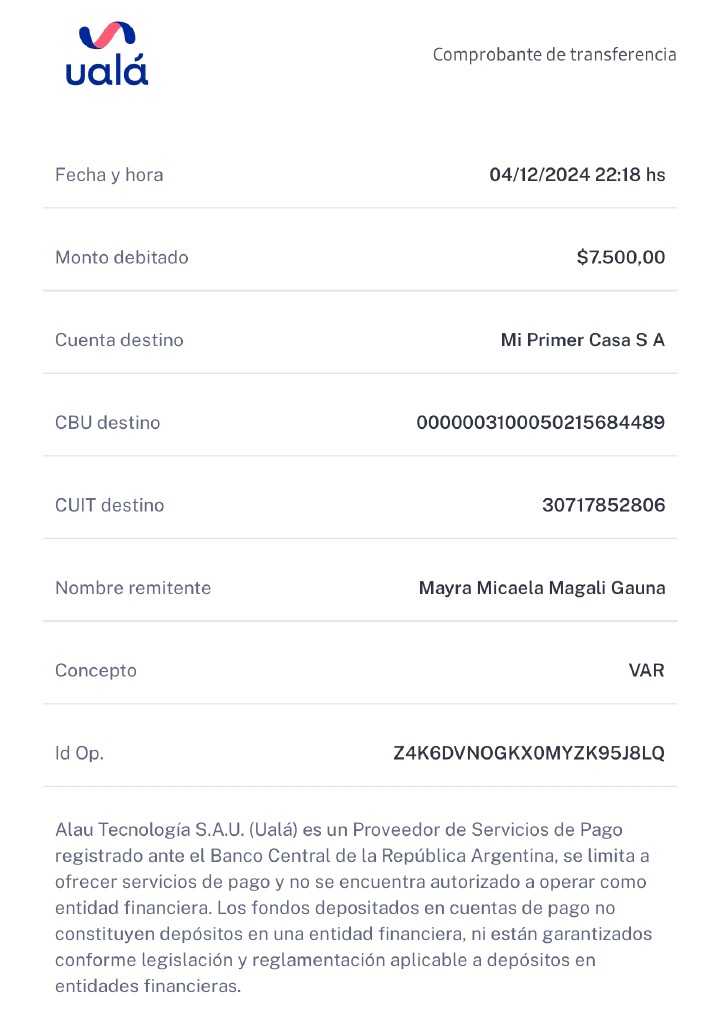 ualá
Comprobante de transferencia
Fecha y hora 04/12/2024 22:18 hs
Monto debitado $7.500,00
Cuenta destino Mi Primer Casa S A
CBU destino 0000003100050215684489
CUIT destino 30717852806
Nombre remitente Mayra Micaela Magali Gauna
Concepto VAR
Id Op. Z4K6DVNOGKX0MYZK95J8LQ
Alau Tecnología S.A.U. (Ualá) es un Proveedor de Servicios de Pago
registrado ante el Banco Central de la República Argentina, se limita a
ofrecer servicios de pago y no se encuentra autorizado a operar como
entidad financiera. Los fondos depositados en cuentas de pago no
constituyen depósitos en una entidad financiera, ni están garantizados
conforme legislación y reglamentación aplicable a depósitos en
entidades financieras.